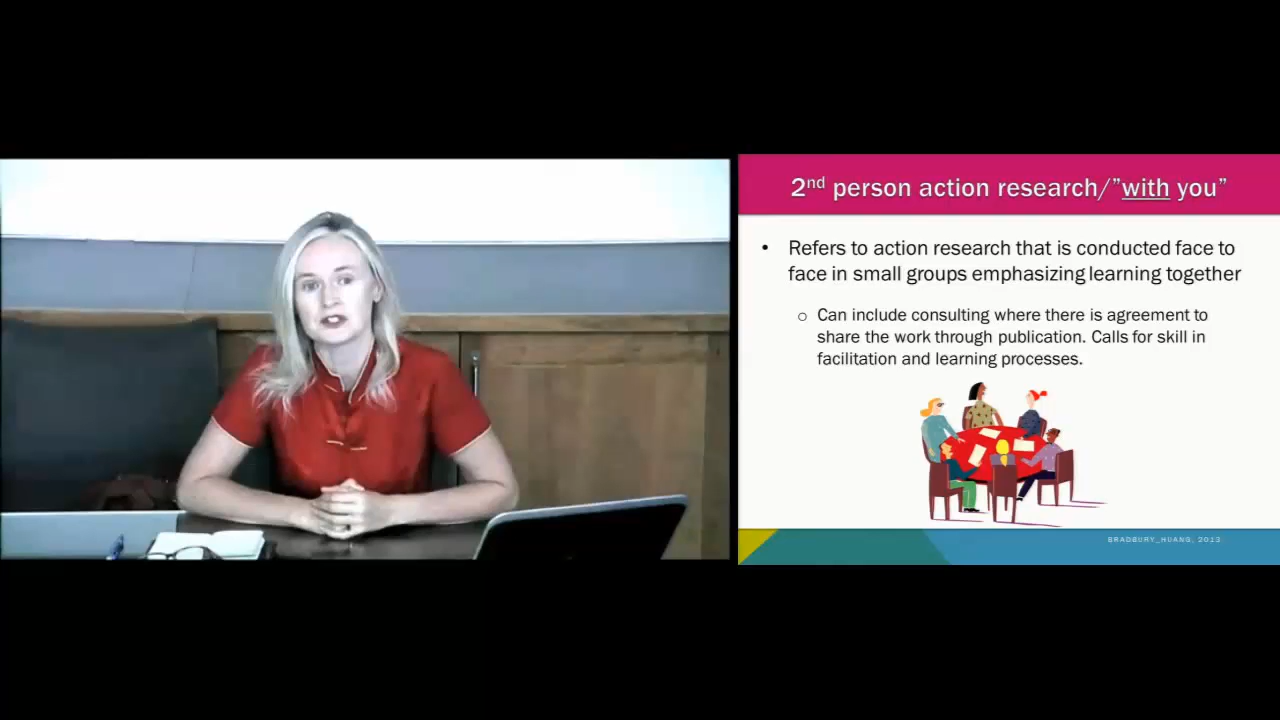 2nd person action research/”with you”
• Refers to action research that is conducted face to
face in small groups emphasizing learning together
o Can include consulting where there is agreement to
share the work through publication. Calls for skill in
facilitation and learning processes.
BRADBURY_HUANG, 2013